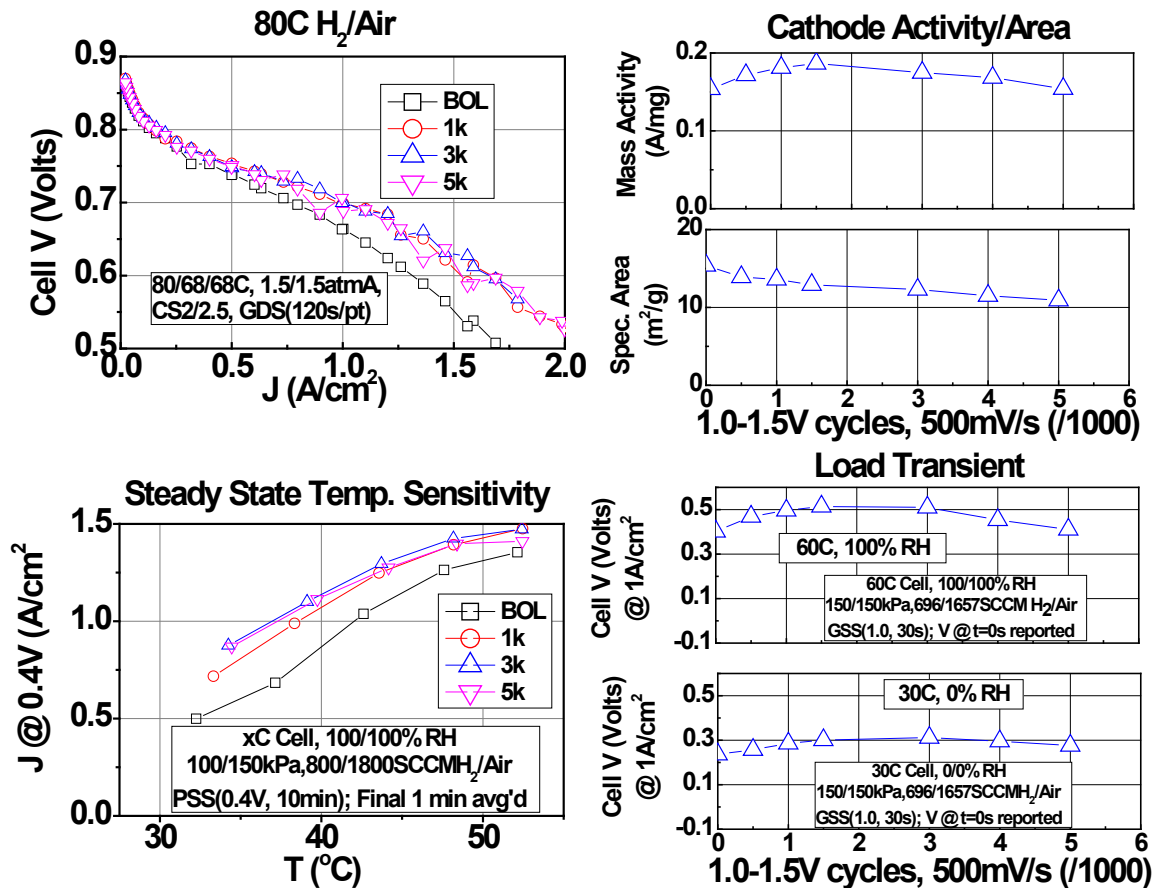 80C H2/Air
Cell V (Volts)
0.9
0.8
0.7
0.6
0.5
BOL
1k
3k
5k
80/68/68C, 1.5/1.5atmA,
CS2/2.5, GDS(120s/pt)
0.0 0.5 1.0 1.5 2.0
J (A/cm2)
Cathode Activity/Area
Mass Activity
(A/mg)
0.2
0.1
0.0
Spec. Area
(m2/g)
20
10
0
0 1 2 3 4 5 6
1.0-1.5V cycles, 500mV/s (/1000)
Steady State Temp. Sensitivity
J @ 0.4V (A/cm2)
1.5
1.0
0.5
0.0
BOL
1k
3k
5k
xC Cell, 100/100% RH
100/150kPa,800/1800SCCMH2/Air
PSS(0.4V, 10min); Final 1 min avg'd
30 40 50
T (oC)
Load Transient
Cell V (Volts)
@ 1A/cm2
0.5
0.3
0.1
-0.1
60C, 100% RH
60C Cell, 100/100% RH
150/150kPa,696/1657SCCM H2/Air
GSS(1.0, 30s); V @ t=0s reported
Cell V (Volts)
@ 1A/cm2
0.5
0.3
0.1
-0.1
30C, 0% RH
30C Cell, 0/0% RH
150/150kPa,696/1657SCCMH2/Air
GSS(1.0, 30s); V @ t=0s reported
0 1 2 3 4 5 6
1.0-1.5V cycles, 500mV/s (/1000)